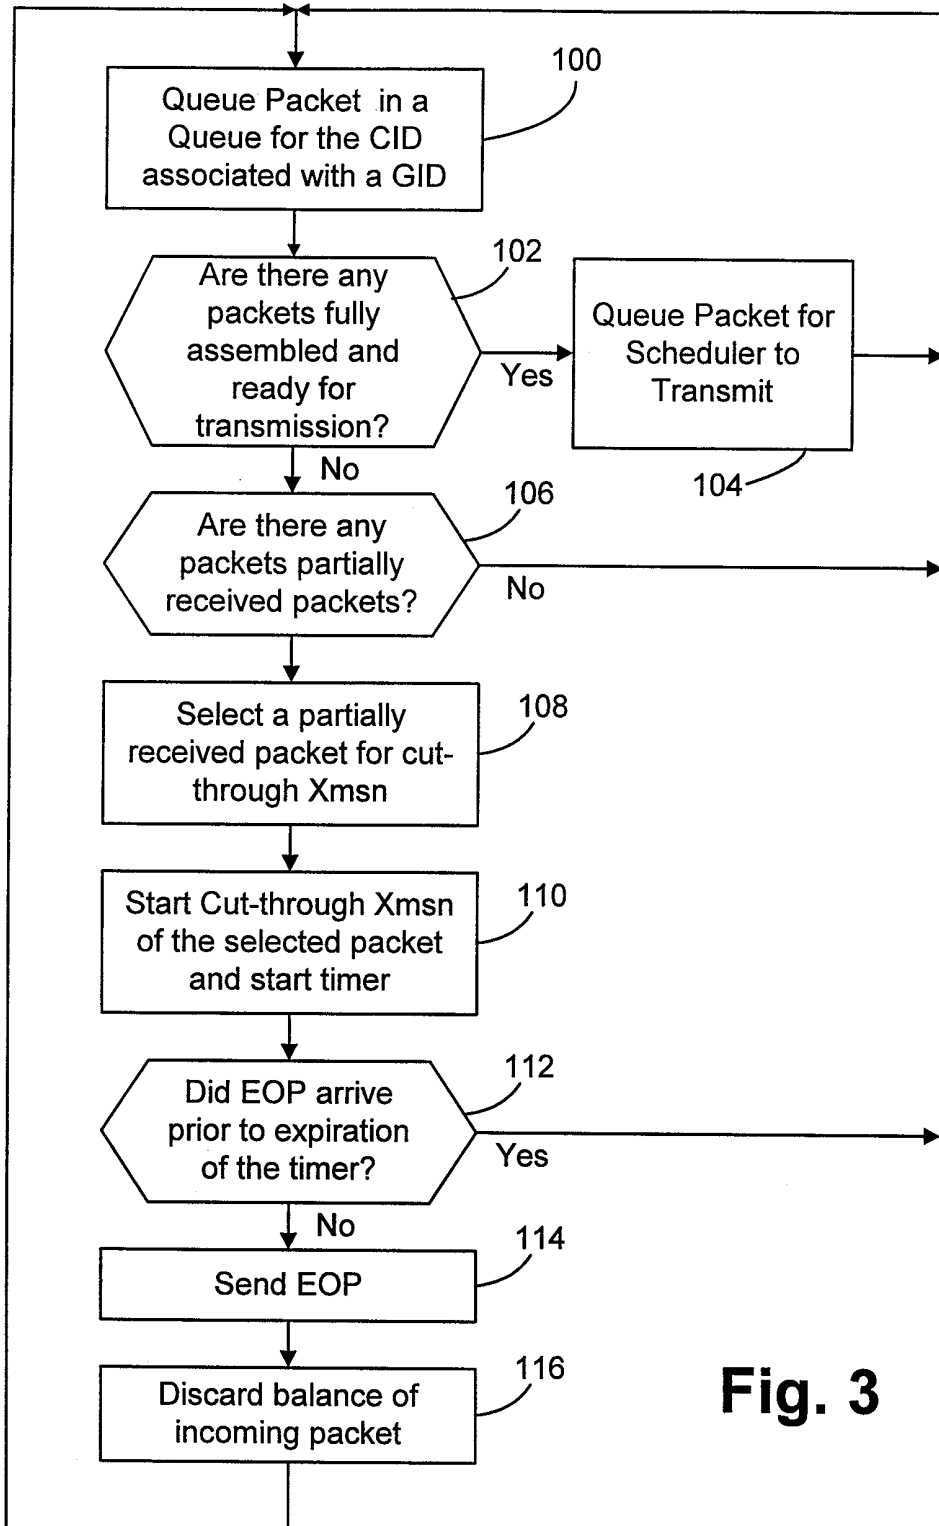 100
Queue Packet in a
Queue for the CID
associated with a GID
102
Are there any
packets fully
assembled and
ready for
transmission?
Yes
Queue Packet for
Scheduler to
Transmit
104
No
106
Are there any
packets partially
received packets?
No
108
Select a partially
received packet for cut-
through Xmsn
110
Start Cut-through Xmsn
of the selected packet
and start timer
112
Did EOP arrive
prior to expiration
of the timer?
Yes
No
114
Send EOP
116
Discard balance of
incoming packet
Fig. 3